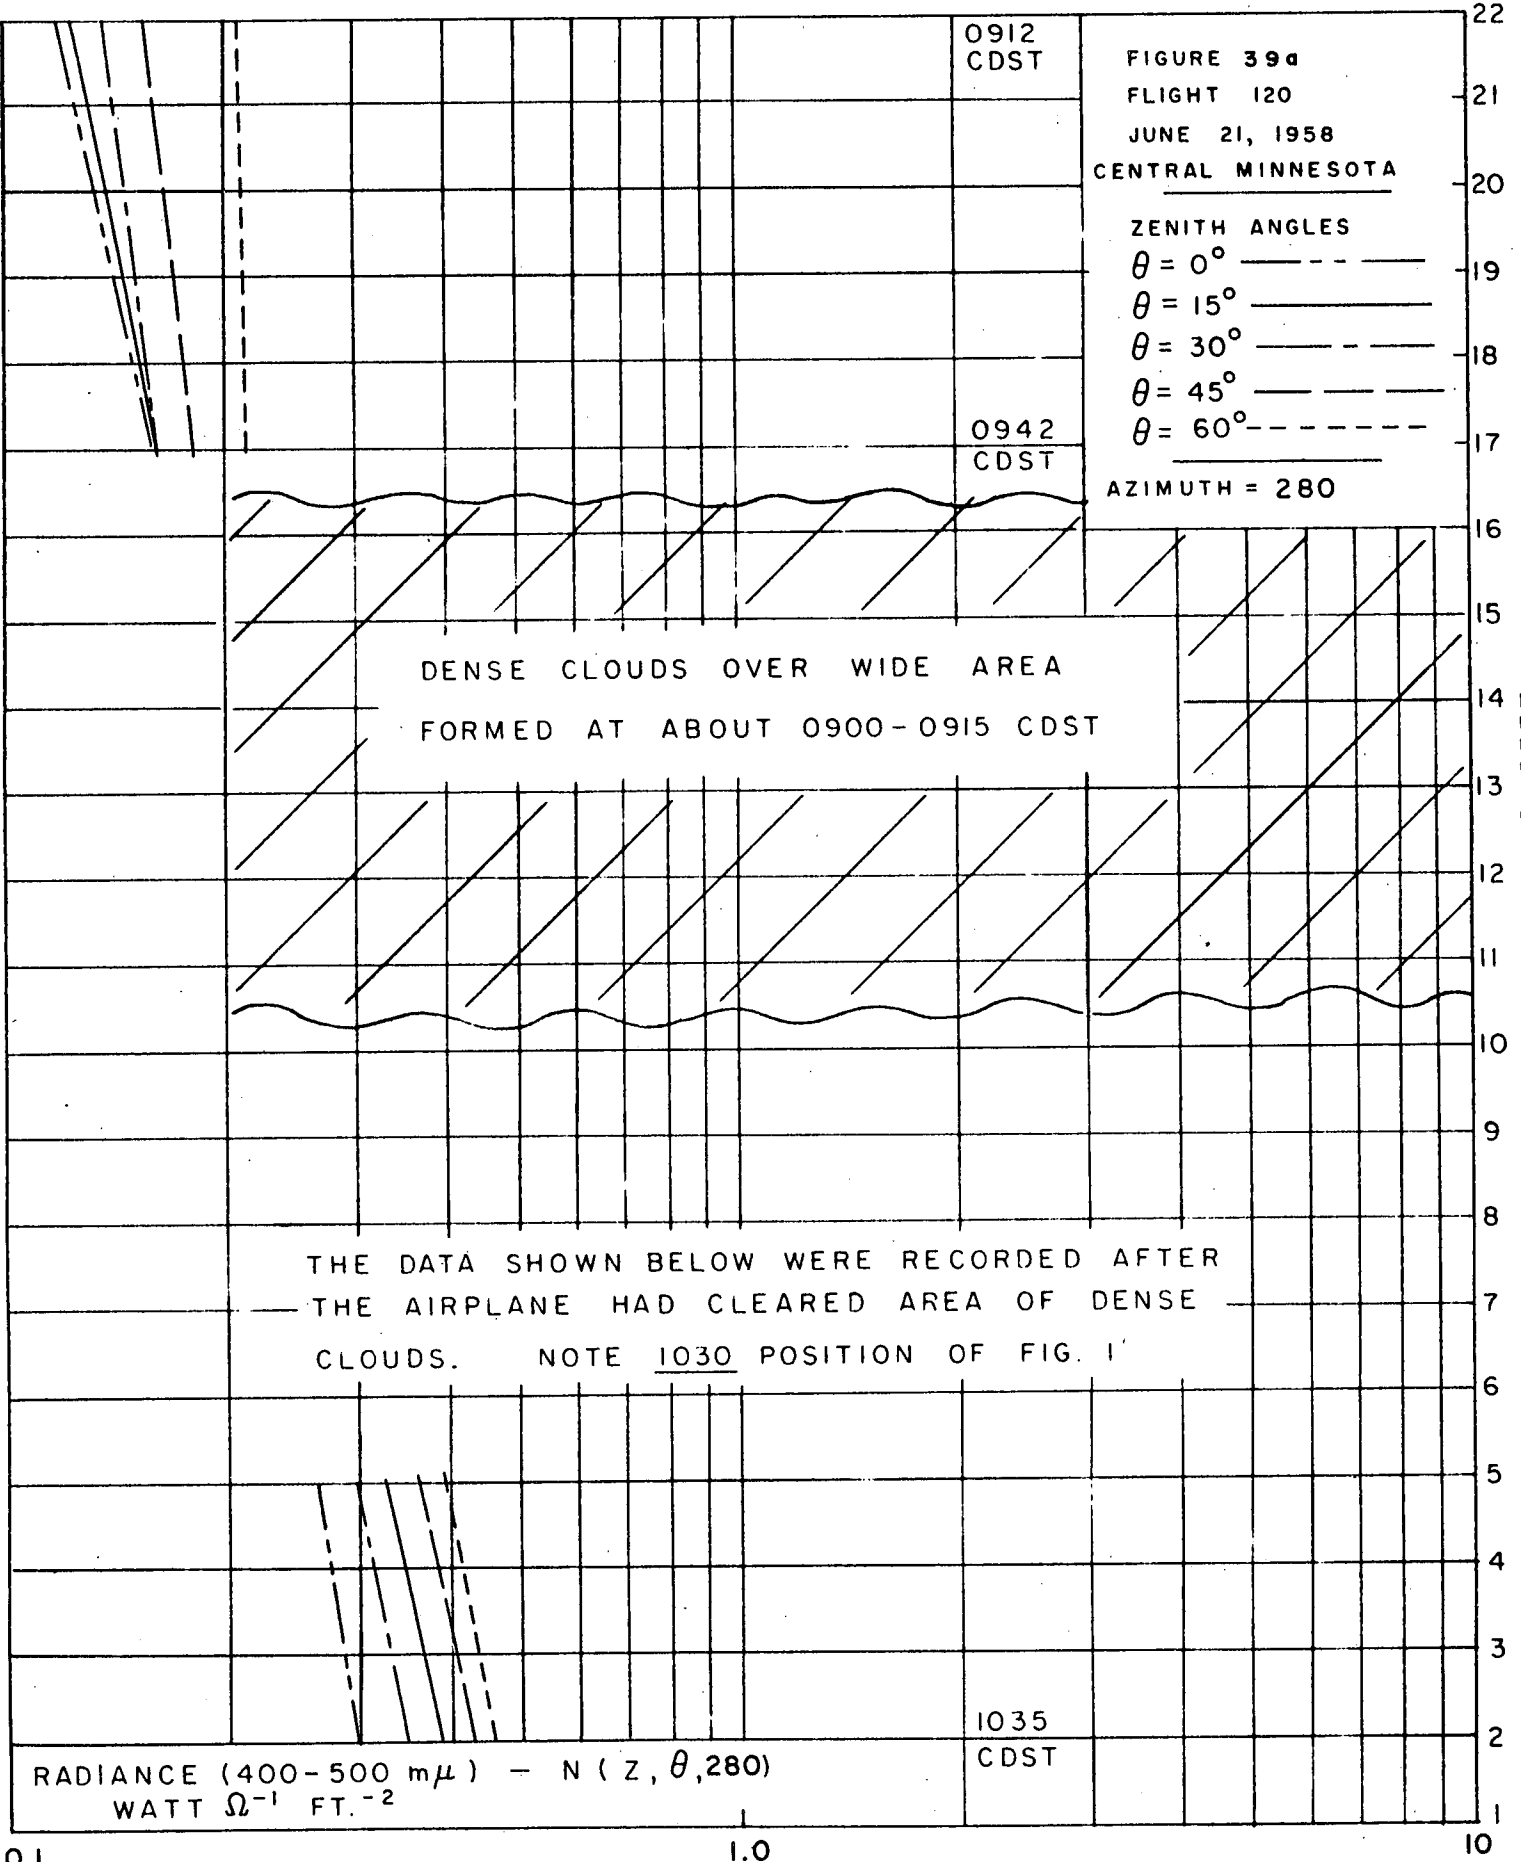 0912
CDST
FIGURE 39a
FLIGHT 120
JUNE 21, 1958
CENTRAL MINNESOTA
ZENITH ANGLES
θ = 0°
θ = 15°
θ = 30°
θ = 45°
θ = 60°
AZIMUTH = 280
0942
CDST
22
21
20
19
18
17
16
15
14
13
12
11
10
9
8
7
6
5
4
3
2
1
DENSE CLOUDS OVER WIDE AREA
FORMED AT ABOUT 0900-0915 CDST
THE DATA SHOWN BELOW WERE RECORDED AFTER
THE AIRPLANE HAD CLEARED AREA OF DENSE
CLOUDS. NOTE 1030 POSITION OF FIG. 1
1035
CDST
RADIANCE (400-500 mμ) - N ( Z, θ, 280)
WATT Ω⁻¹ FT.⁻²
0.1
1.0
10